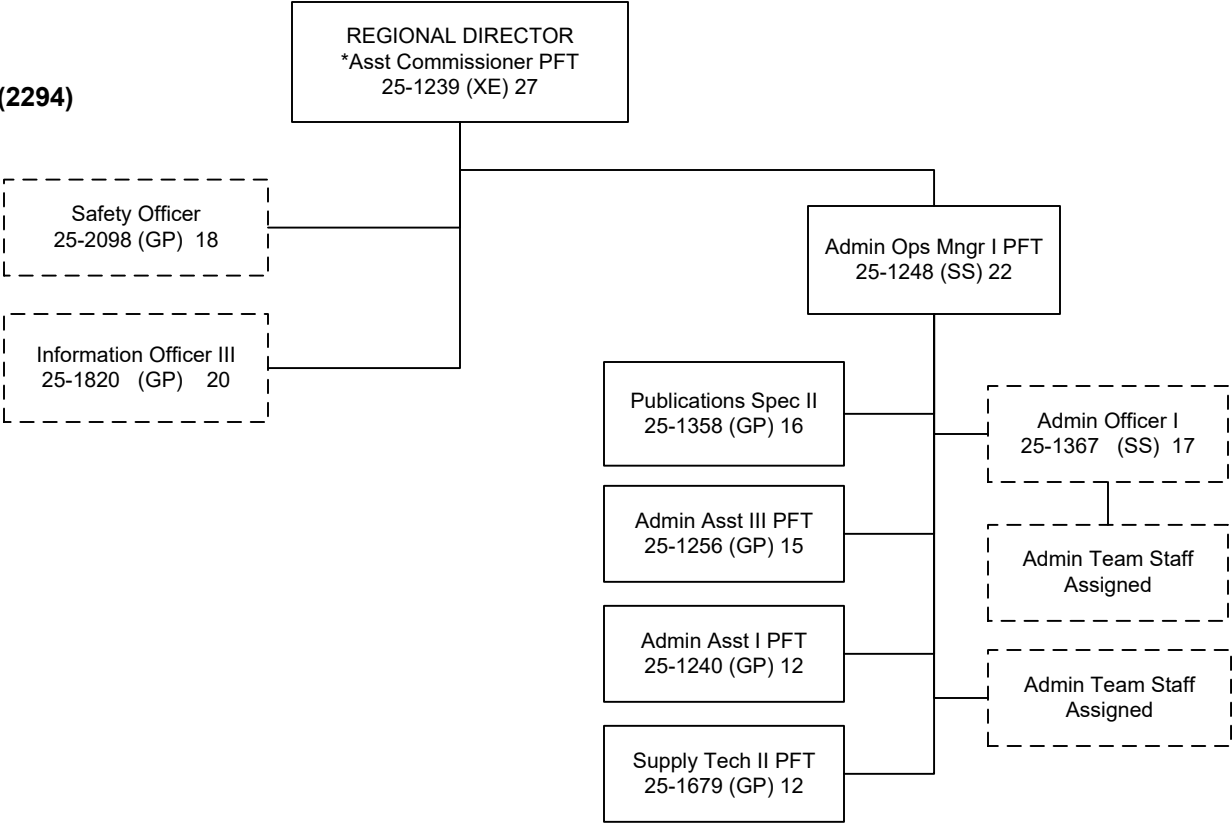 REGIONAL DIRECTOR
*Asst Commissioner PFT
25-1239 (XE) 27
(2294)
Safety Officer
25-2098 (GP) 18
Information Officer III
25-1820 (GP) 20
Admin Ops Mngr I PFT
25-1248 (SS) 22
Publications Spec II
25-1358 (GP) 16
Admin Officer I
25-1367 (SS) 17
Admin Asst III PFT
25-1256 (GP) 15
Admin Team Staff
Assigned
Admin Asst I PFT
25-1240 (GP) 12
Admin Team Staff
Assigned
Supply Tech II PFT
25-1679 (GP) 12